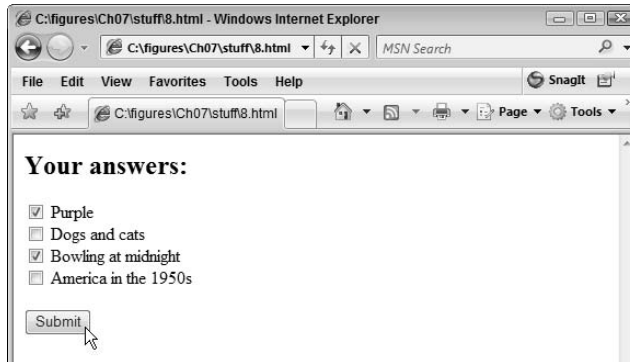 C:\figures\Ch07\stuff\8.html - Windows Internet Explorer
C:\figures\Ch07\stuff\8.html MSN Search
File Edit View Favorites Tools Help SnagIt
C:\figures\Ch07\stuff\8.html Page Tools
Your answers:
Purple
Dogs and cats
Bowling at midnight
America in the 1950s
Submit